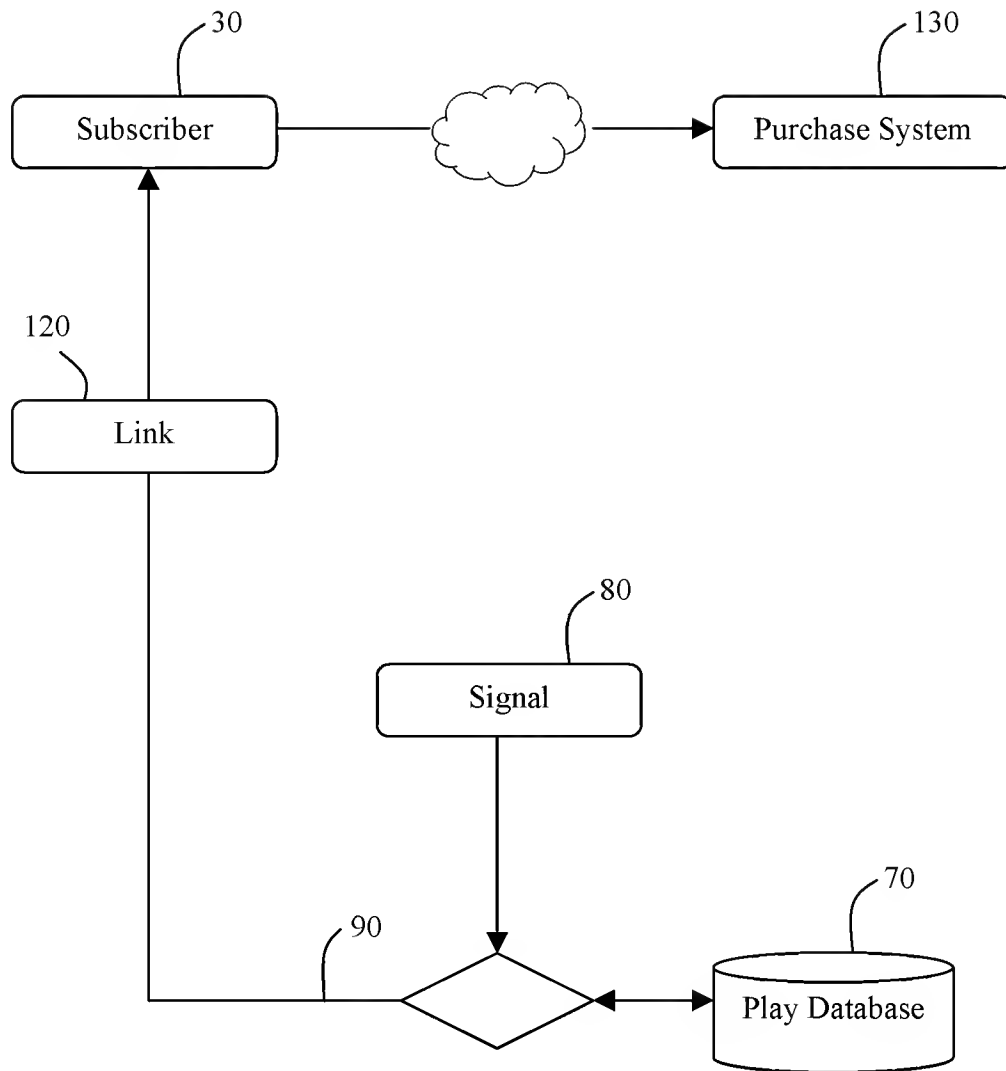 30
130
Subscriber
Purchase System
120
Link
80
Signal
70
90
Play Database